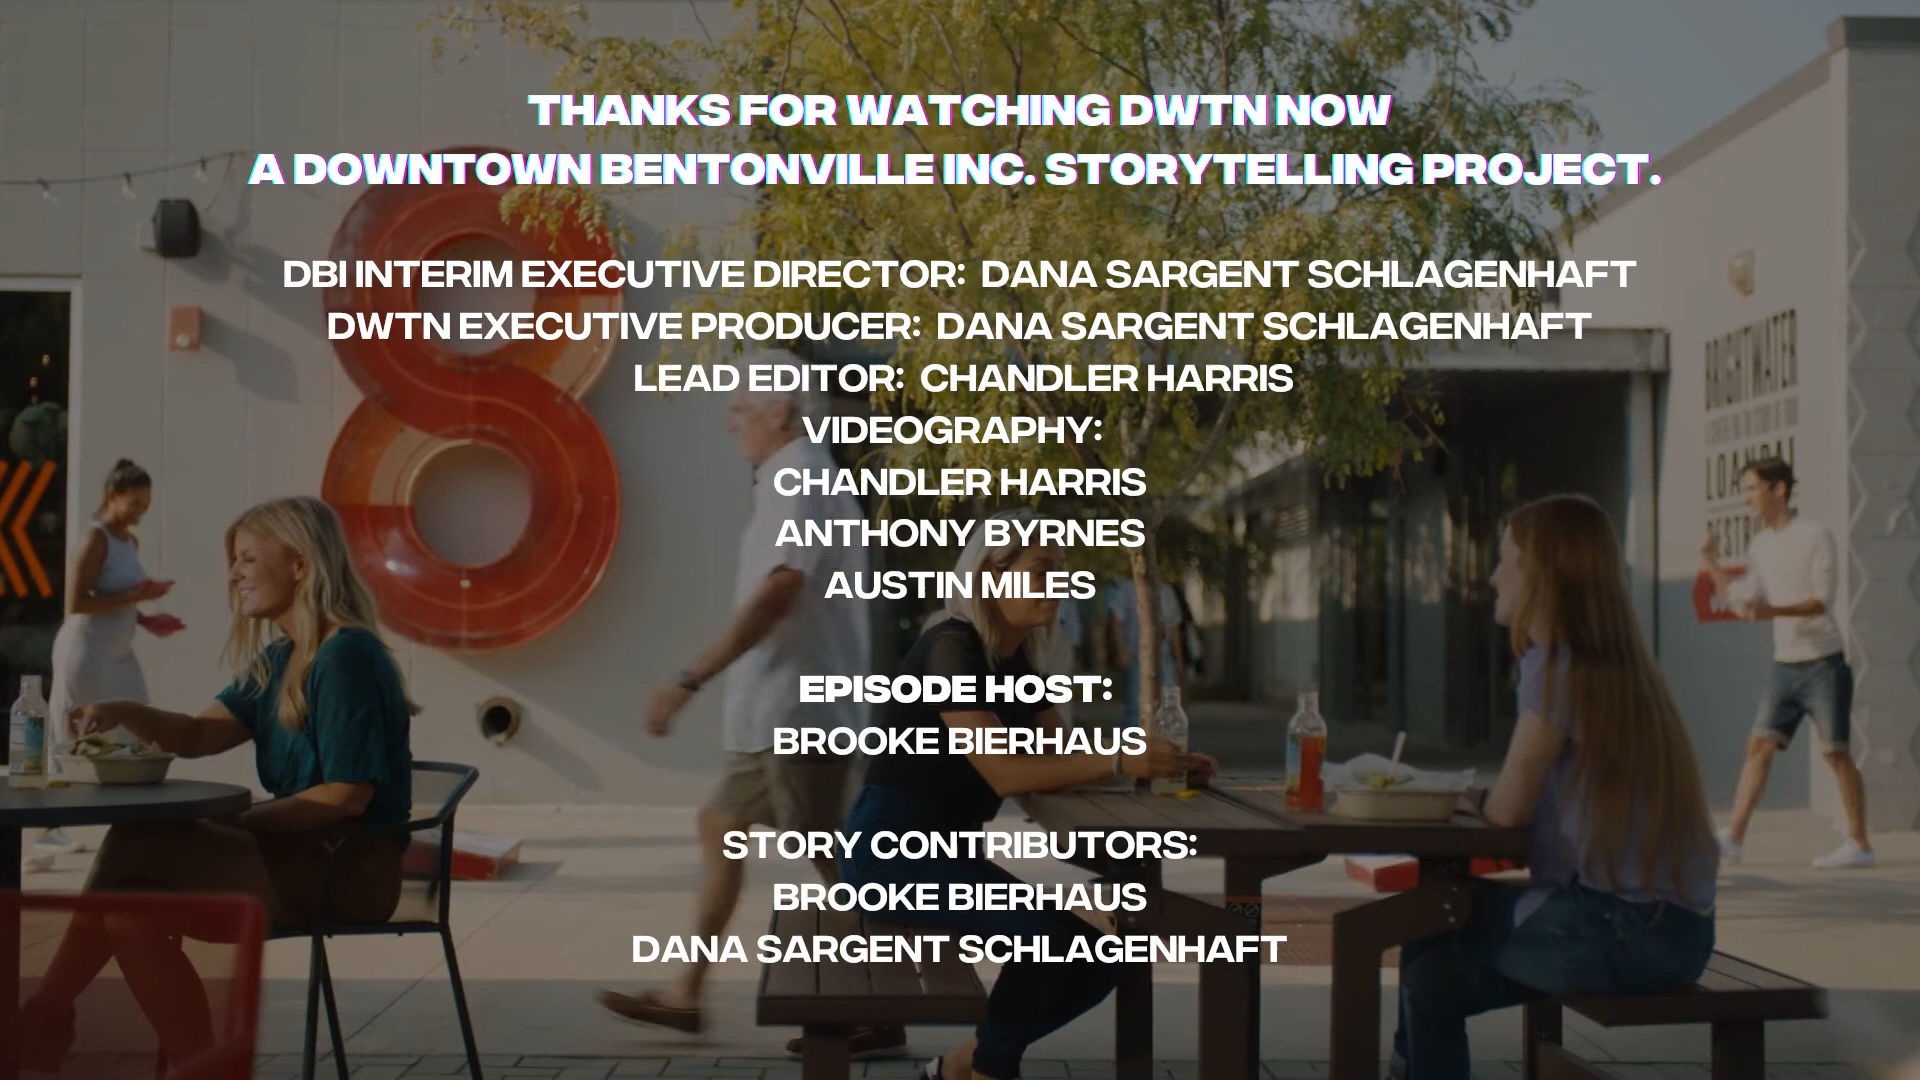 THANKS FOR WATCHING DWTN NOW
A DOWNTOWN BENTONVILLE INC. STORYTELLING PROJECT.
DBI INTERIM EXECUTIVE DIRECTOR: DANA SARGENT SCHLAGENHAFT
DWTN EXECUTIVE PRODUCER: DANA SARGENT SCHLAGENHAFT
LEAD EDITOR: CHANDLER HARRIS
VIDEOGRAPHY:
CHANDLER HARRIS
ANTHONY BYRNES
AUSTIN MILES
EPISODE HOST:
BROOKE BIERHAUS
STORY CONTRIBUTORS:
BROOKE BIERHAUS
DANA SARGENT SCHLAGENHAFT
8
BRIGHTWATER